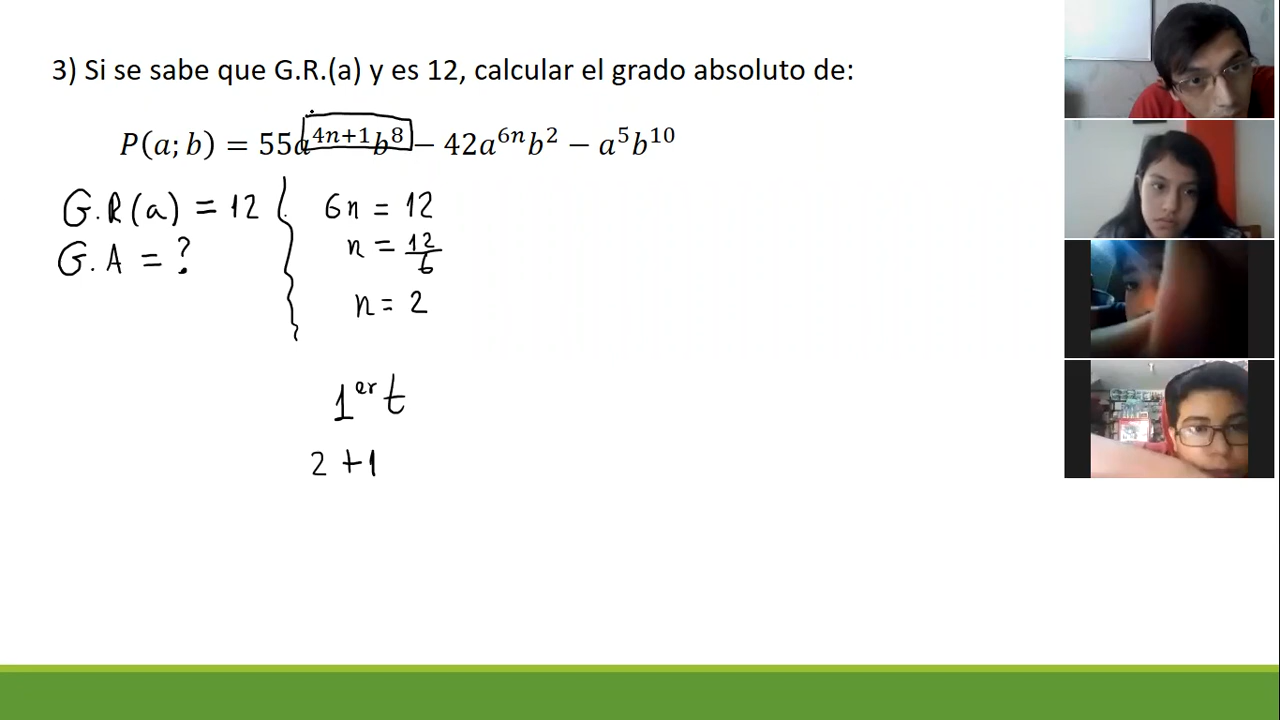 3) Si se sabe que G.R.(a) y es 12, calcular el grado absoluto de:
P(a; b) = 55a^{4n+1}b^8 − 42a^{6n}b^2 − a^5b^{10}
G.R(a) = 12
G.A = ?
6n = 12
n = 12/6
n = 2
1^{er} t
2 +1